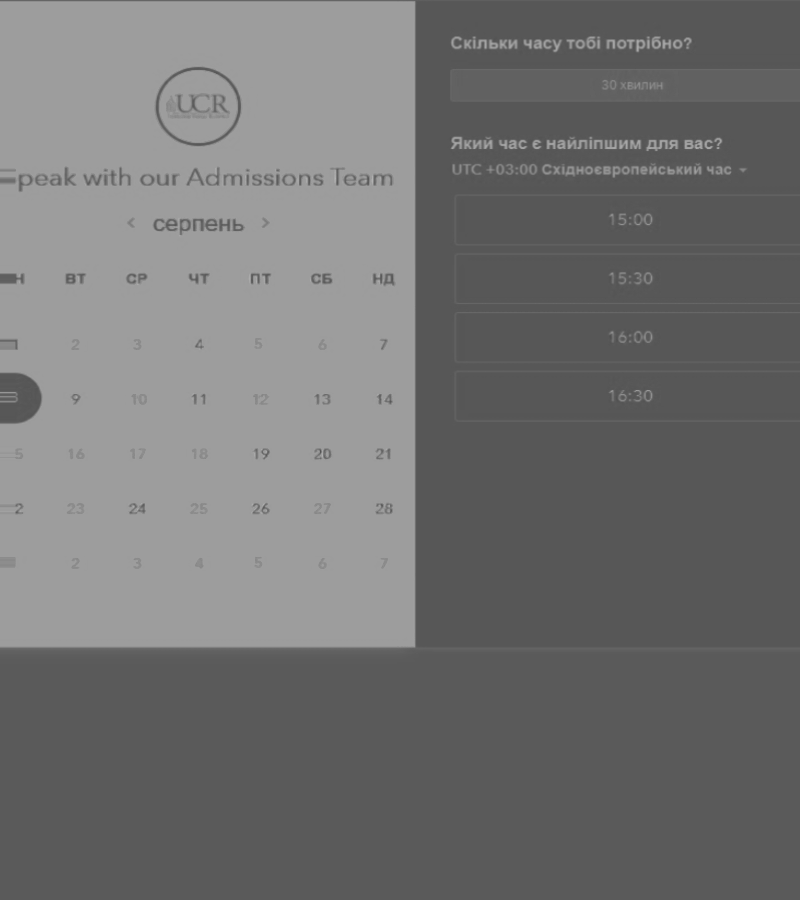 UCR
peak with our Admissions Team
< серпень >
Н ВТ СР ЧТ ПТ СБ НД
1 2 3 4 5 6 7
8 9 10 11 12 13 14
5 16 17 18 19 20 21
2 23 24 25 26 27 28
2 3 4 5 6 7
Скільки часу тобі потрібно?
30 хвилин
Який час є найліпшим для вас?
UTC +03:00 Східноєвропейський час
15:00
15:30
16:00
16:30